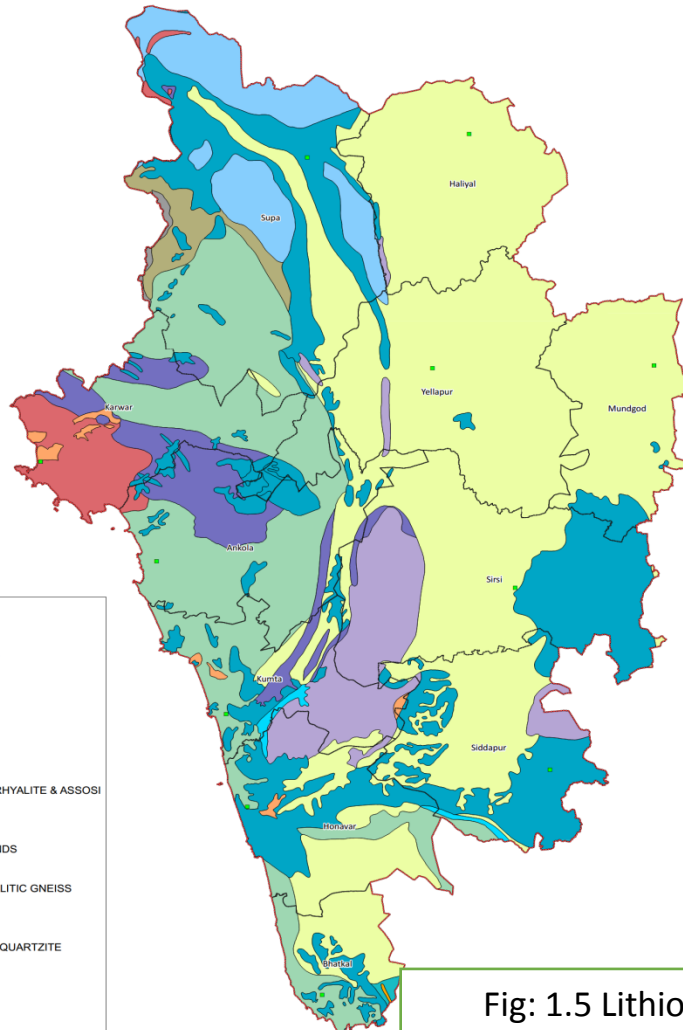 Haliyal
Supa
Yellapur
Mundgod
Karwar
Ankola
Sirsi
Kumta
Siddapur
RHYALITE & ASSOSI
NDS
Honavar
LITIC GNEISS
QUARTZITE
Bhatkal
Fig: 1.5 Lithio